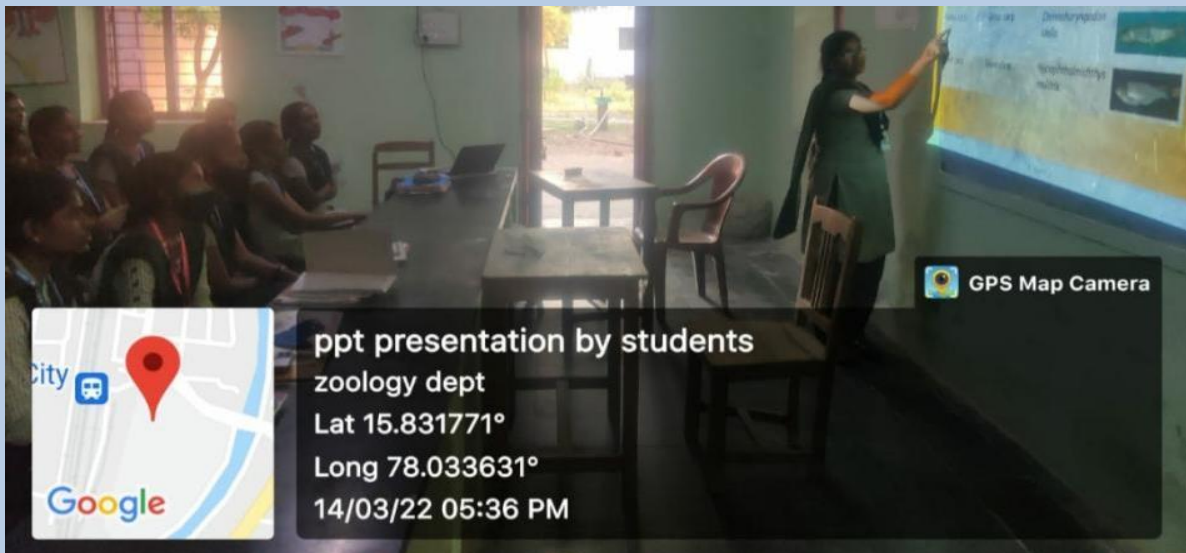 GPS Map Camera
City
Google
ppt presentation by students
zoology dept
Lat 15.831771°
Long 78.033631°
14/03/22 05:36 PM